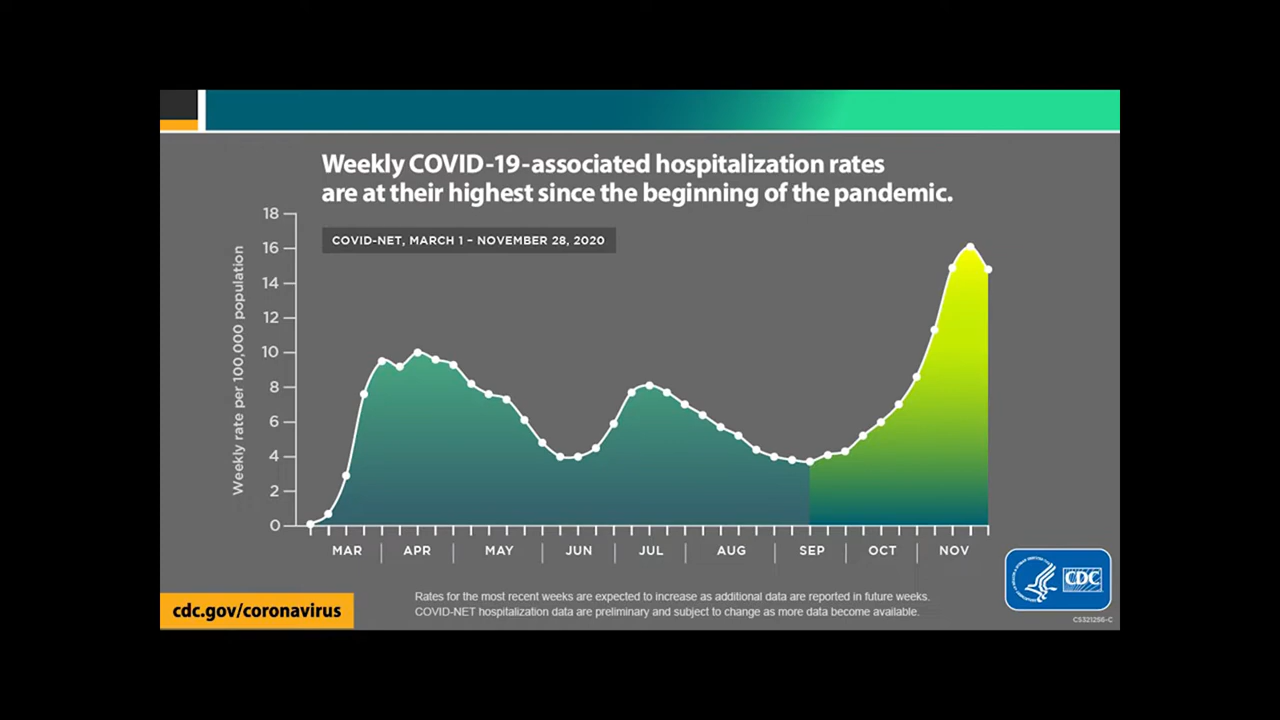 Weekly COVID-19-associated hospitalization rates
are at their highest since the beginning of the pandemic.
COVID-NET, MARCH 1 – NOVEMBER 28, 2020
Weekly rate per 100,000 population
18
16
14
12
10
8
6
4
2
0
MAR APR MAY JUN JUL AUG SEP OCT NOV
Rates for the most recent weeks are expected to increase as additional data are reported in future weeks.
COVID-NET hospitalization data are preliminary and subject to change as more data become available.
cdc.gov/coronavirus
CDC
CS321256-C